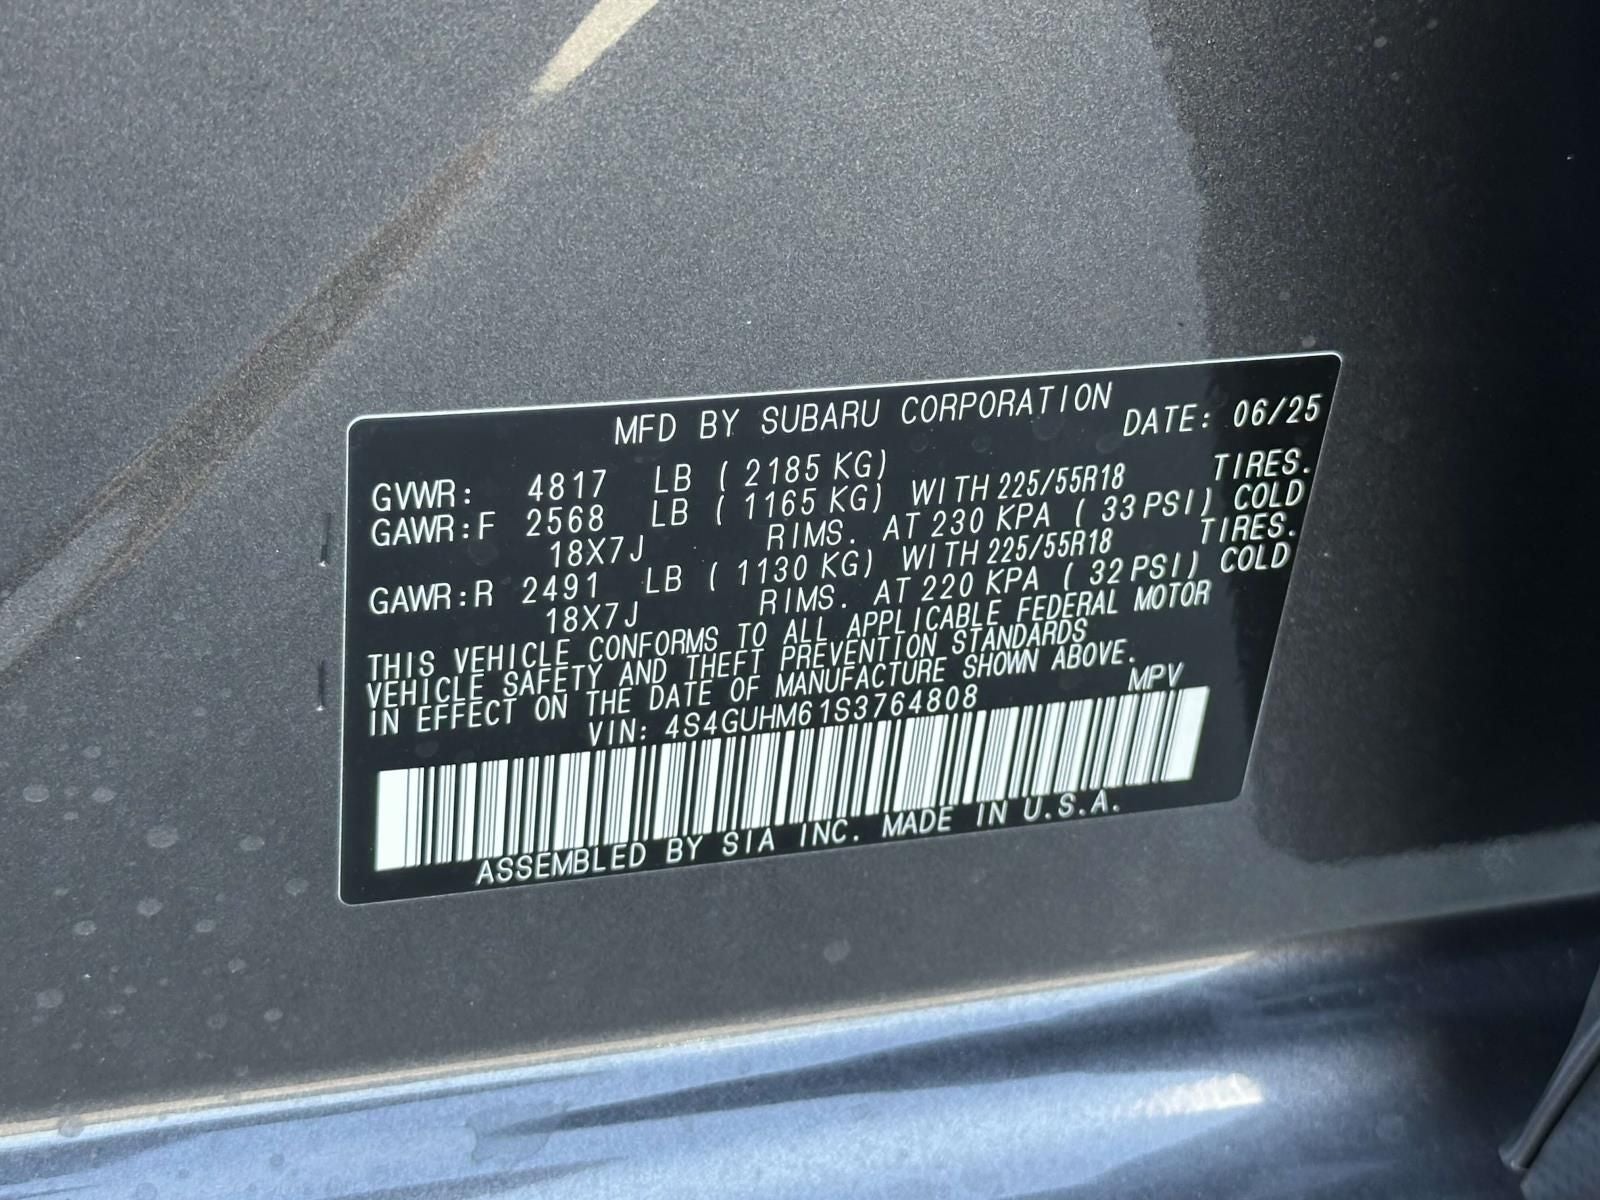 MFD BY SUBARU CORPORATION DATE: 06/25
GVWR: 4817 LB ( 2185 KG)
GAWR:F 2568 LB ( 1165 KG) WITH 225/55R18 TIRES.
18X7J RIMS. AT 230 KPA ( 33 PSI) COLD
GAWR:R 2491 LB ( 1130 KG) WITH 225/55R18 TIRES.
18X7J RIMS. AT 220 KPA ( 32 PSI) COLD
THIS VEHICLE CONFORMS TO ALL APPLICABLE FEDERAL MOTOR
VEHICLE SAFETY AND THEFT PREVENTION STANDARDS
IN EFFECT ON THE DATE OF MANUFACTURE SHOWN ABOVE.
VIN: 4S4GUHM61S3764808 MPV
ASSEMBLED BY SIA INC. MADE IN U.S.A.